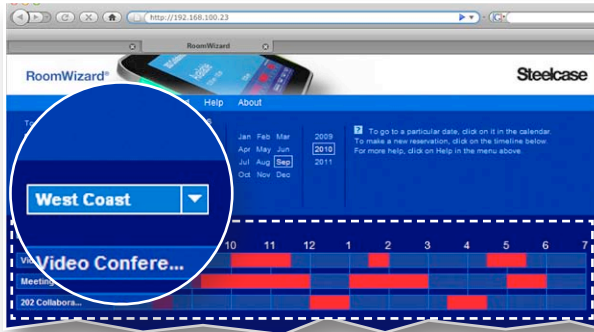 http://192.168.100.23
RoomWizard
RoomWizard®
Steelcase
Help About
Jan Feb Mar 2009
Apr May Jun 2010
Jul Aug Sep 2011
Oct Nov Dec
? To go to a particular date, click on it in the calendar.
To make a new reservation, click on the timeline below.
For more help, click on Help in the menu above.
West Coast
10 11 12 1 2 3 4 5 6 7
Video Confere...
Meeting
202 Collabora...